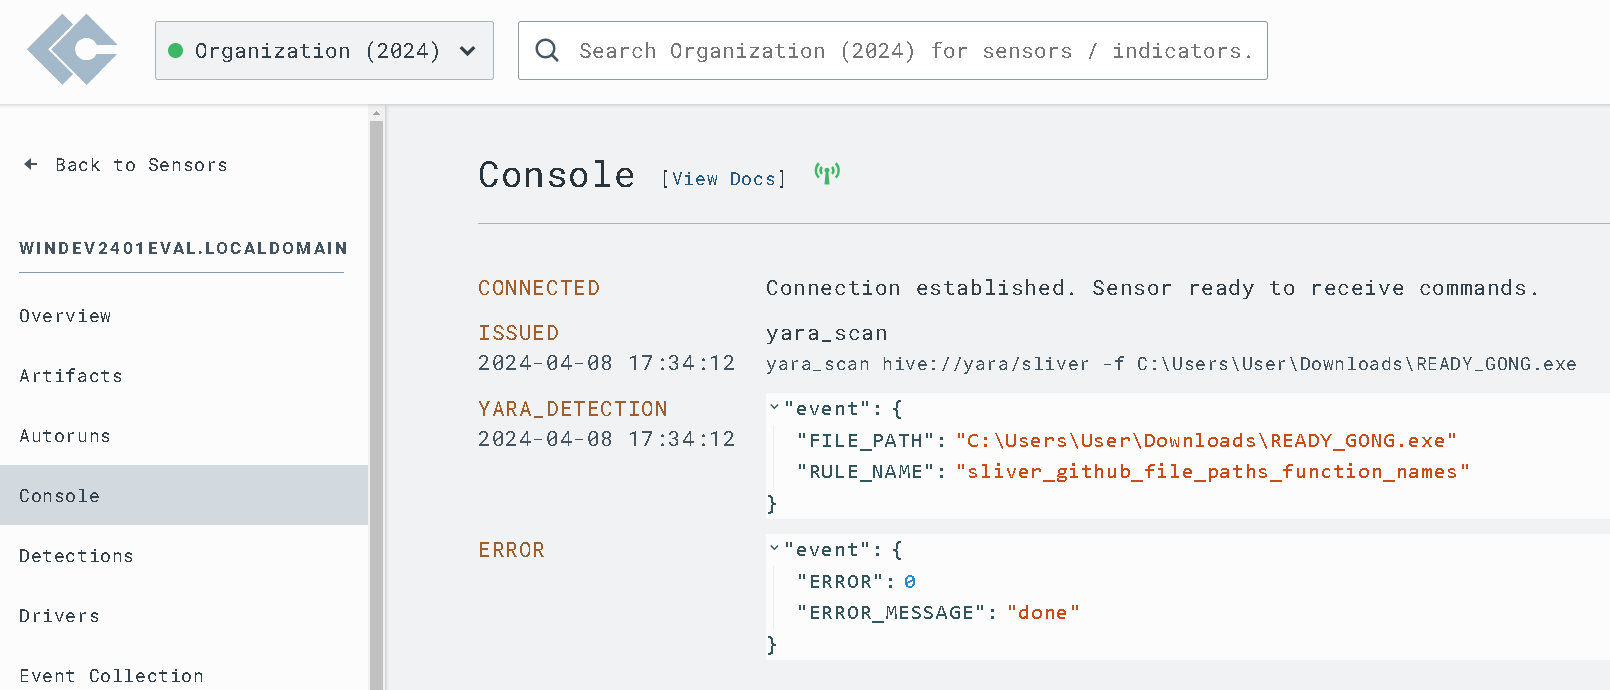 Organization (2024)
Search Organization (2024) for sensors / indicators.
Back to Sensors
WINDEV2401EVAL.LOCALDOMAIN
Overview
Artifacts
Autoruns
Console
Detections
Drivers
Event Collection
Console [View Docs]
CONNECTED Connection established. Sensor ready to receive commands.
ISSUED yara_scan
2024-04-08 17:34:12 yara_scan hive://yara/sliver -f C:\Users\User\Downloads\READY_GONG.exe
YARA_DETECTION "event": {
2024-04-08 17:34:12 "FILE_PATH": "C:\Users\User\Downloads\READY_GONG.exe"
"RULE_NAME": "sliver_github_file_paths_function_names"
}
ERROR "event": {
"ERROR": 0
"ERROR_MESSAGE": "done"
}